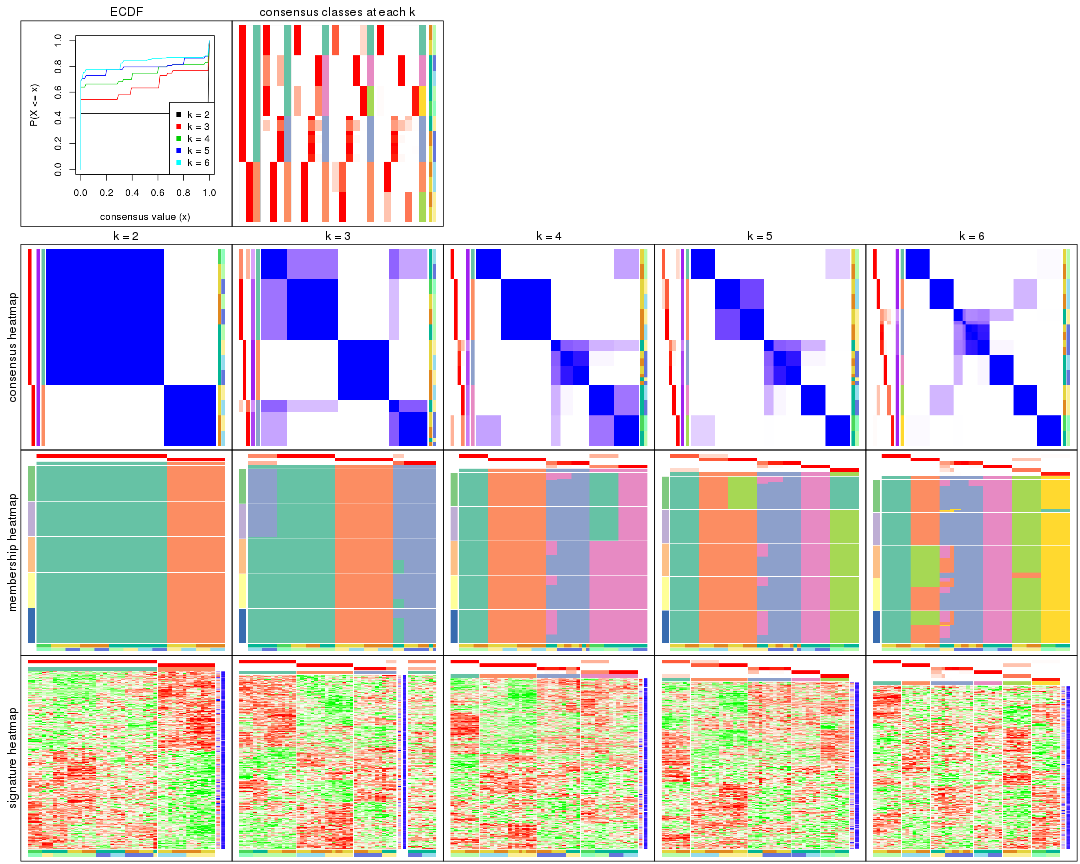 ECDF
consensus classes at each k
P(X <= x)
1.0
0.8
0.6
0.4
0.2
0.0
k = 2
k = 3
k = 4
k = 5
k = 6
0.0 0.2 0.4 0.6 0.8 1.0
consensus value (x)
k = 2
k = 3
k = 4
k = 5
k = 6
consensus heatmap
membership heatmap
signature heatmap